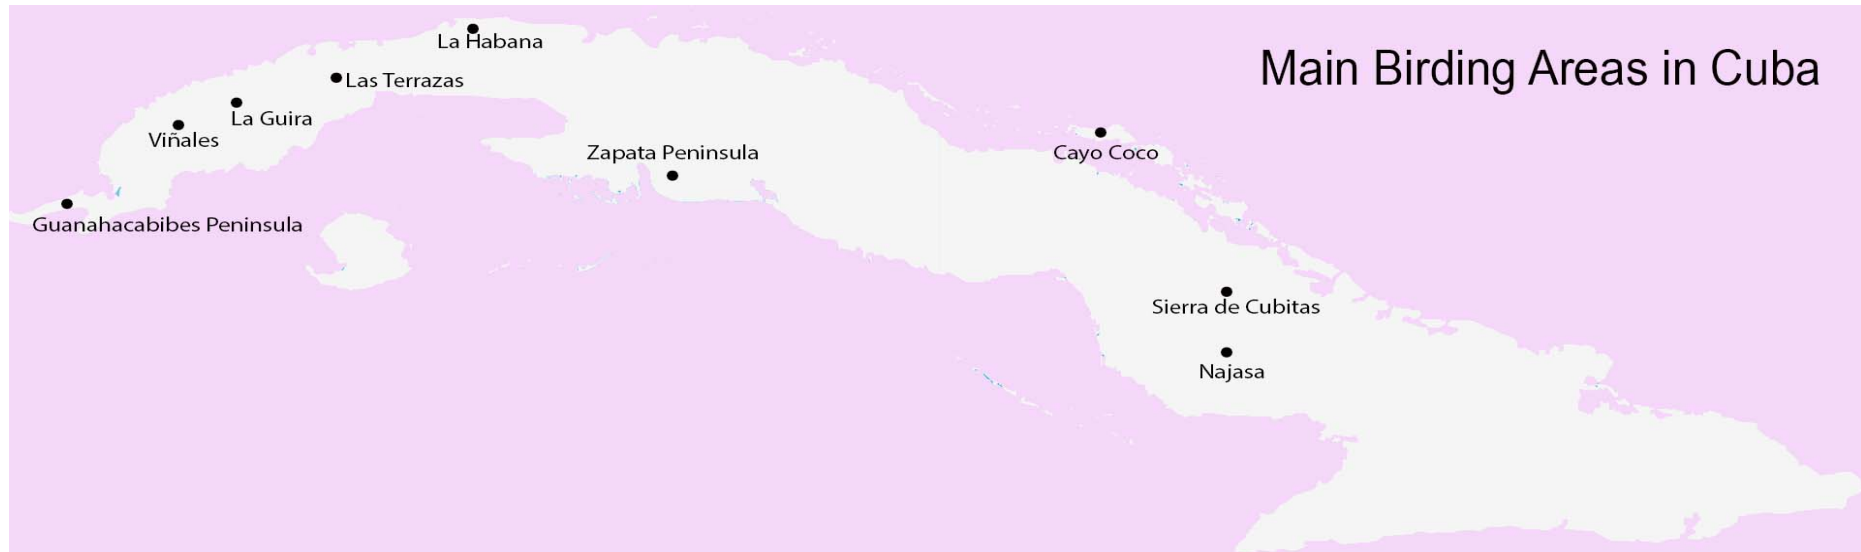 Main Birding Areas in Cuba
La Habana
Las Terrazas
La Guira
Viñales
Zapata Peninsula
Cayo Coco
Guanahacabibes Peninsula
Sierra de Cubitas
Najasa